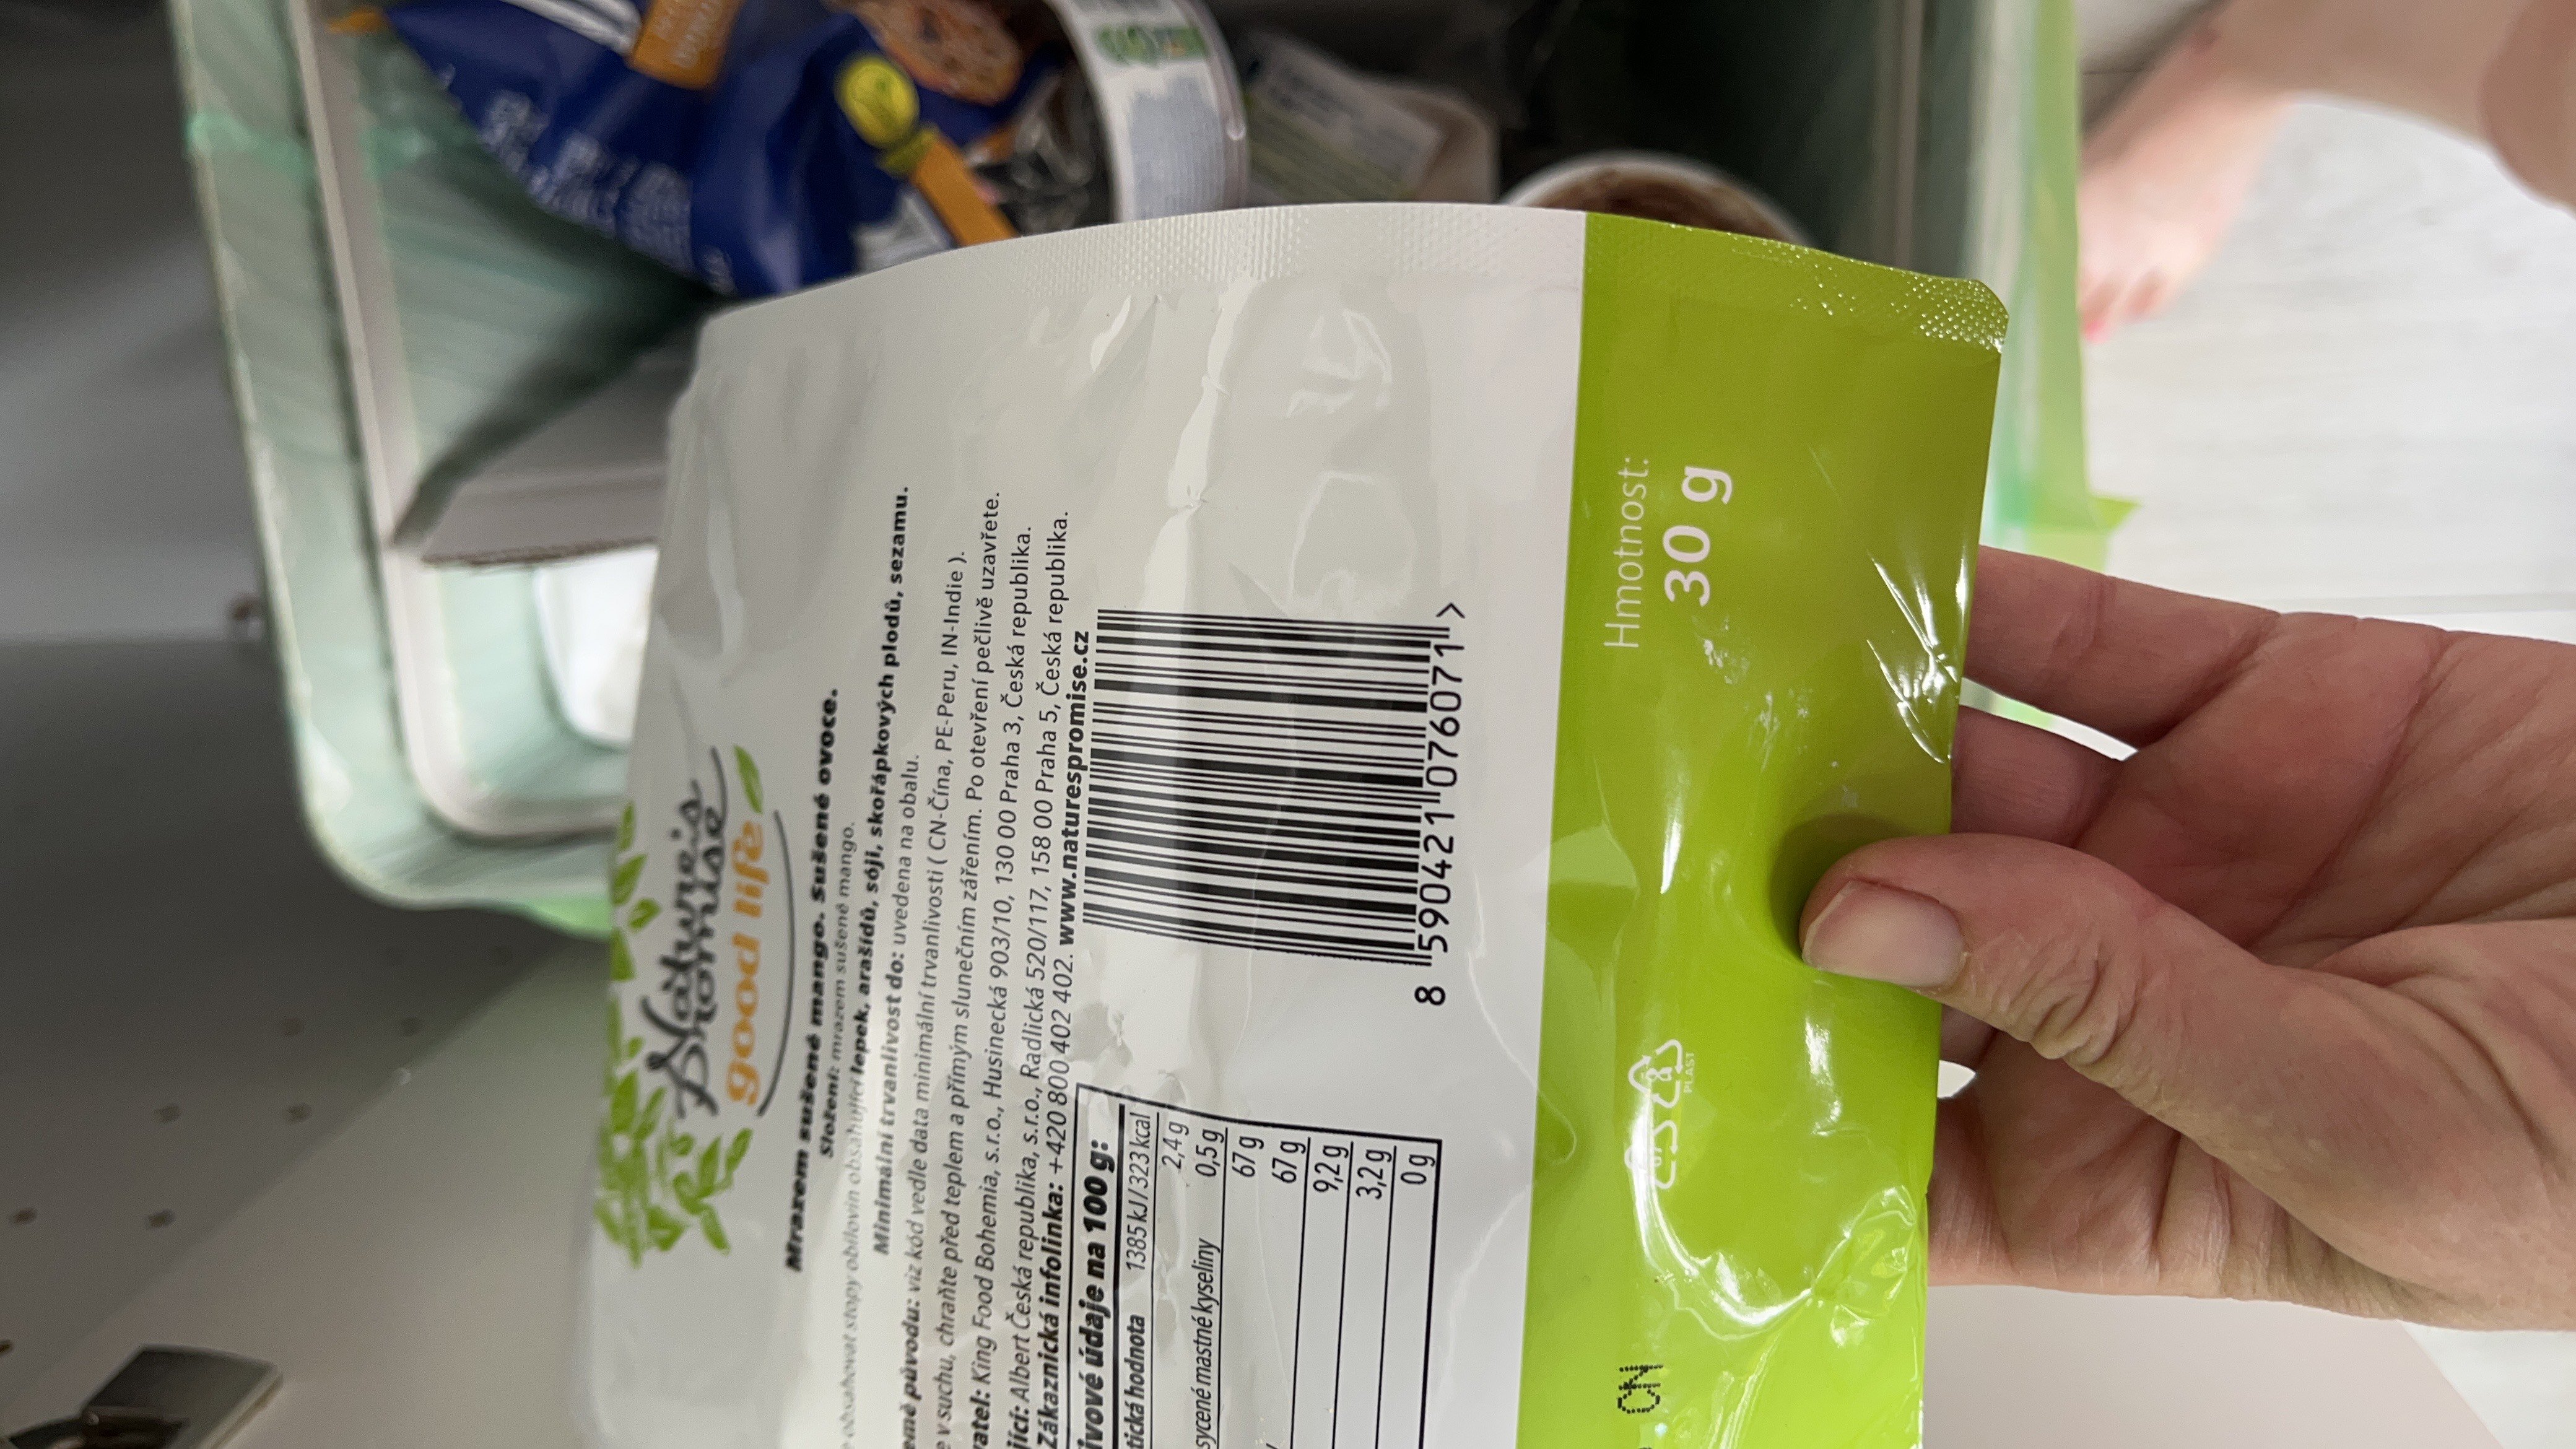 Nature's
Promise
good life
Mrazem sušené mango. Sušené ovoce.
Složení: mrazem sušené mango.
obsahovat stopy obilovin obsahující lepek, arašídů, sóji, skořápkových plodů, sezamu.
Minimální trvanlivost do: uvedena na obalu.
původu: viz kód vedle data minimální trvanlivosti ( CN-Čína, PE-Peru, IN-Indie ).
v suchu, chraňte před teplem a přímým slunečním zářením. Po otevření pečlivě uzavřete.
King Food Bohemia, s.r.o., Husinecká 903/10, 130 00 Praha 3, Česká republika.
Albert Česká republika, s.r.o., Radlická 520/117, 158 00 Praha 5, Česká republika.
Zákaznická infolinka: +420 800 402 402. www.naturespromise.cz
údaje na 100 g:
hodnota 1385 kJ / 323 kcal
2,4 g
mastné kyseliny 0,5 g
67 g
67 g
9,2 g
3,2 g
0 g
8 590421 076071 >
Hmotnost:
30 g
PLAST
CN